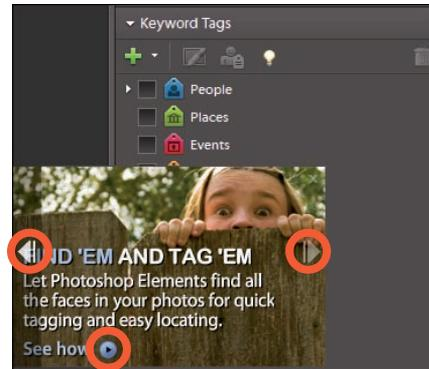 Keyword Tags
People
Places
Events
FIND 'EM AND TAG 'EM
Let Photoshop Elements find all
the faces in your photos for quick
tagging and easy locating.
See how